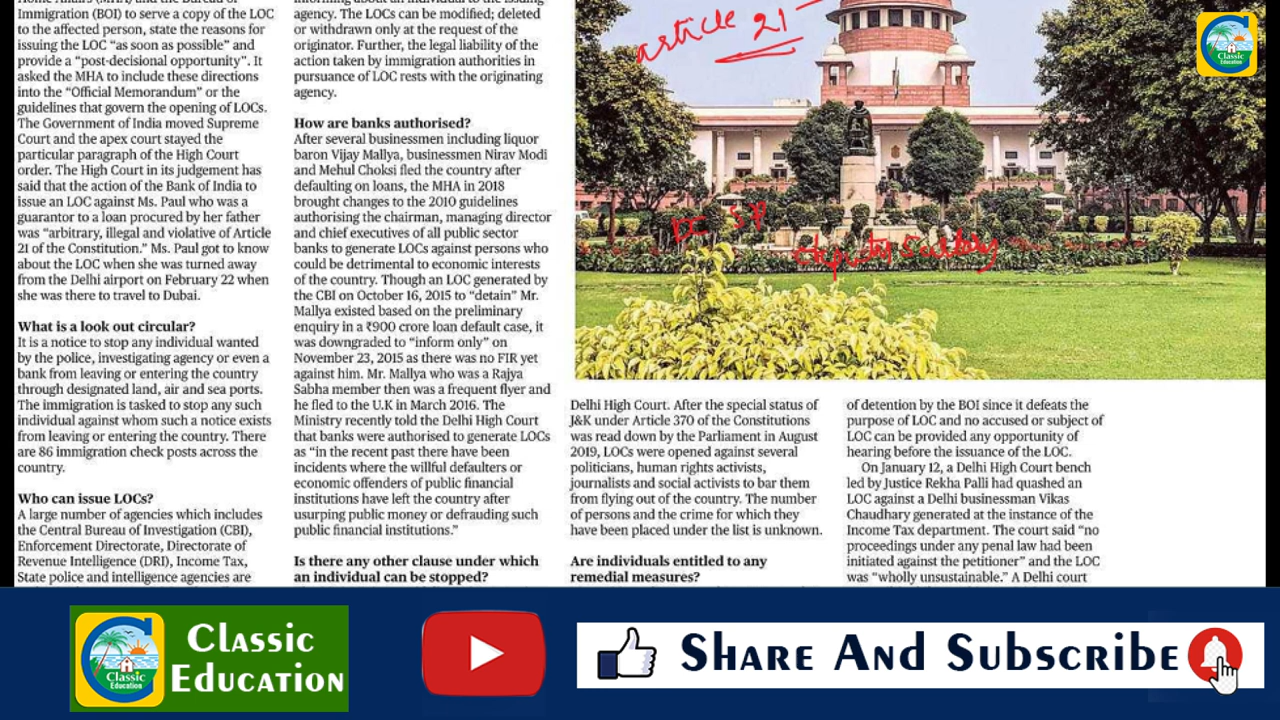 Immigration (BOI) to serve a copy of the LOC
to the affected person, state the reasons for
issuing the LOC “as soon as possible” and
provide a “post-decisional opportunity”. It
asked the MHA to include these directions
into the “Official Memorandum” or the
guidelines that govern the opening of LOCs.
The Government of India moved Supreme
Court and the apex court stayed the
particular paragraph of the High Court
order. The High Court in its judgement has
said that the action of the Bank of India to
issue an LOC against Ms. Paul who was a
guarantor to a loan procured by her father
was “arbitrary, illegal and violative of Article
21 of the Constitution.” Ms. Paul got to know
about the LOC when she was turned away
from the Delhi airport on February 22 when
she was there to travel to Dubai.
What is a look out circular?
It is a notice to stop any individual wanted
by the police, investigating agency or even a
bank from leaving or entering the country
through designated land, air and sea ports.
The immigration is tasked to stop any such
individual against whom such a notice exists
from leaving or entering the country. There
are 86 immigration check posts across the
country.
Who can issue LOCs?
A large number of agencies which includes
the Central Bureau of Investigation (CBI),
Enforcement Directorate, Directorate of
Revenue Intelligence (DRI), Income Tax,
State police and intelligence agencies are
agency. The LOCs can be modified; deleted
or withdrawn only at the request of the
originator. Further, the legal liability of the
action taken by immigration authorities in
pursuance of LOC rests with the originating
agency.
How are banks authorised?
After several businessmen including liquor
baron Vijay Mallya, businessmen Nirav Modi
and Mehul Choksi fled the country after
defaulting on loans, the MHA in 2018
brought changes to the 2010 guidelines
authorising the chairman, managing director
and chief executives of all public sector
banks to generate LOCs against persons who
could be detrimental to economic interests
of the country. Though an LOC generated by
the CBI on October 16, 2015 to “detain” Mr.
Mallya existed based on the preliminary
enquiry in a ₹900 crore loan default case, it
was downgraded to “inform only” on
November 23, 2015 as there was no FIR yet
against him. Mr. Mallya who was a Rajya
Sabha member then was a frequent flyer and
he fled to the U.K in March 2016. The
Ministry recently told the Delhi High Court
that banks were authorised to generate LOCs
as “in the recent past there have been
incidents where the willful defaulters or
economic offenders of public financial
institutions have left the country after
usurping public money or defrauding such
public financial institutions.”
Is there any other clause under which
an individual can be stopped?
article 21
DC SP
Delhi High Court. After the special status of
J&K under Article 370 of the Constitutions
was read down by the Parliament in August
2019, LOCs were opened against several
politicians, human rights activists,
journalists and social activists to bar them
from flying out of the country. The number
of persons and the crime for which they
have been placed under the list is unknown.
Are individuals entitled to any
remedial measures?
of detention by the BOI since it defeats the
purpose of LOC and no accused or subject of
LOC can be provided any opportunity of
hearing before the issuance of the LOC.
On January 12, a Delhi High Court bench
led by Justice Rekha Palli had quashed an
LOC against a Delhi businessman Vikas
Chaudhary generated at the instance of the
Income Tax department. The court said “no
proceedings under any penal law had been
initiated against the petitioner” and the LOC
was “wholly unsustainable.” A Delhi court
Classic
Education
Classic
Education
Classic
Education
Share And Subscribe